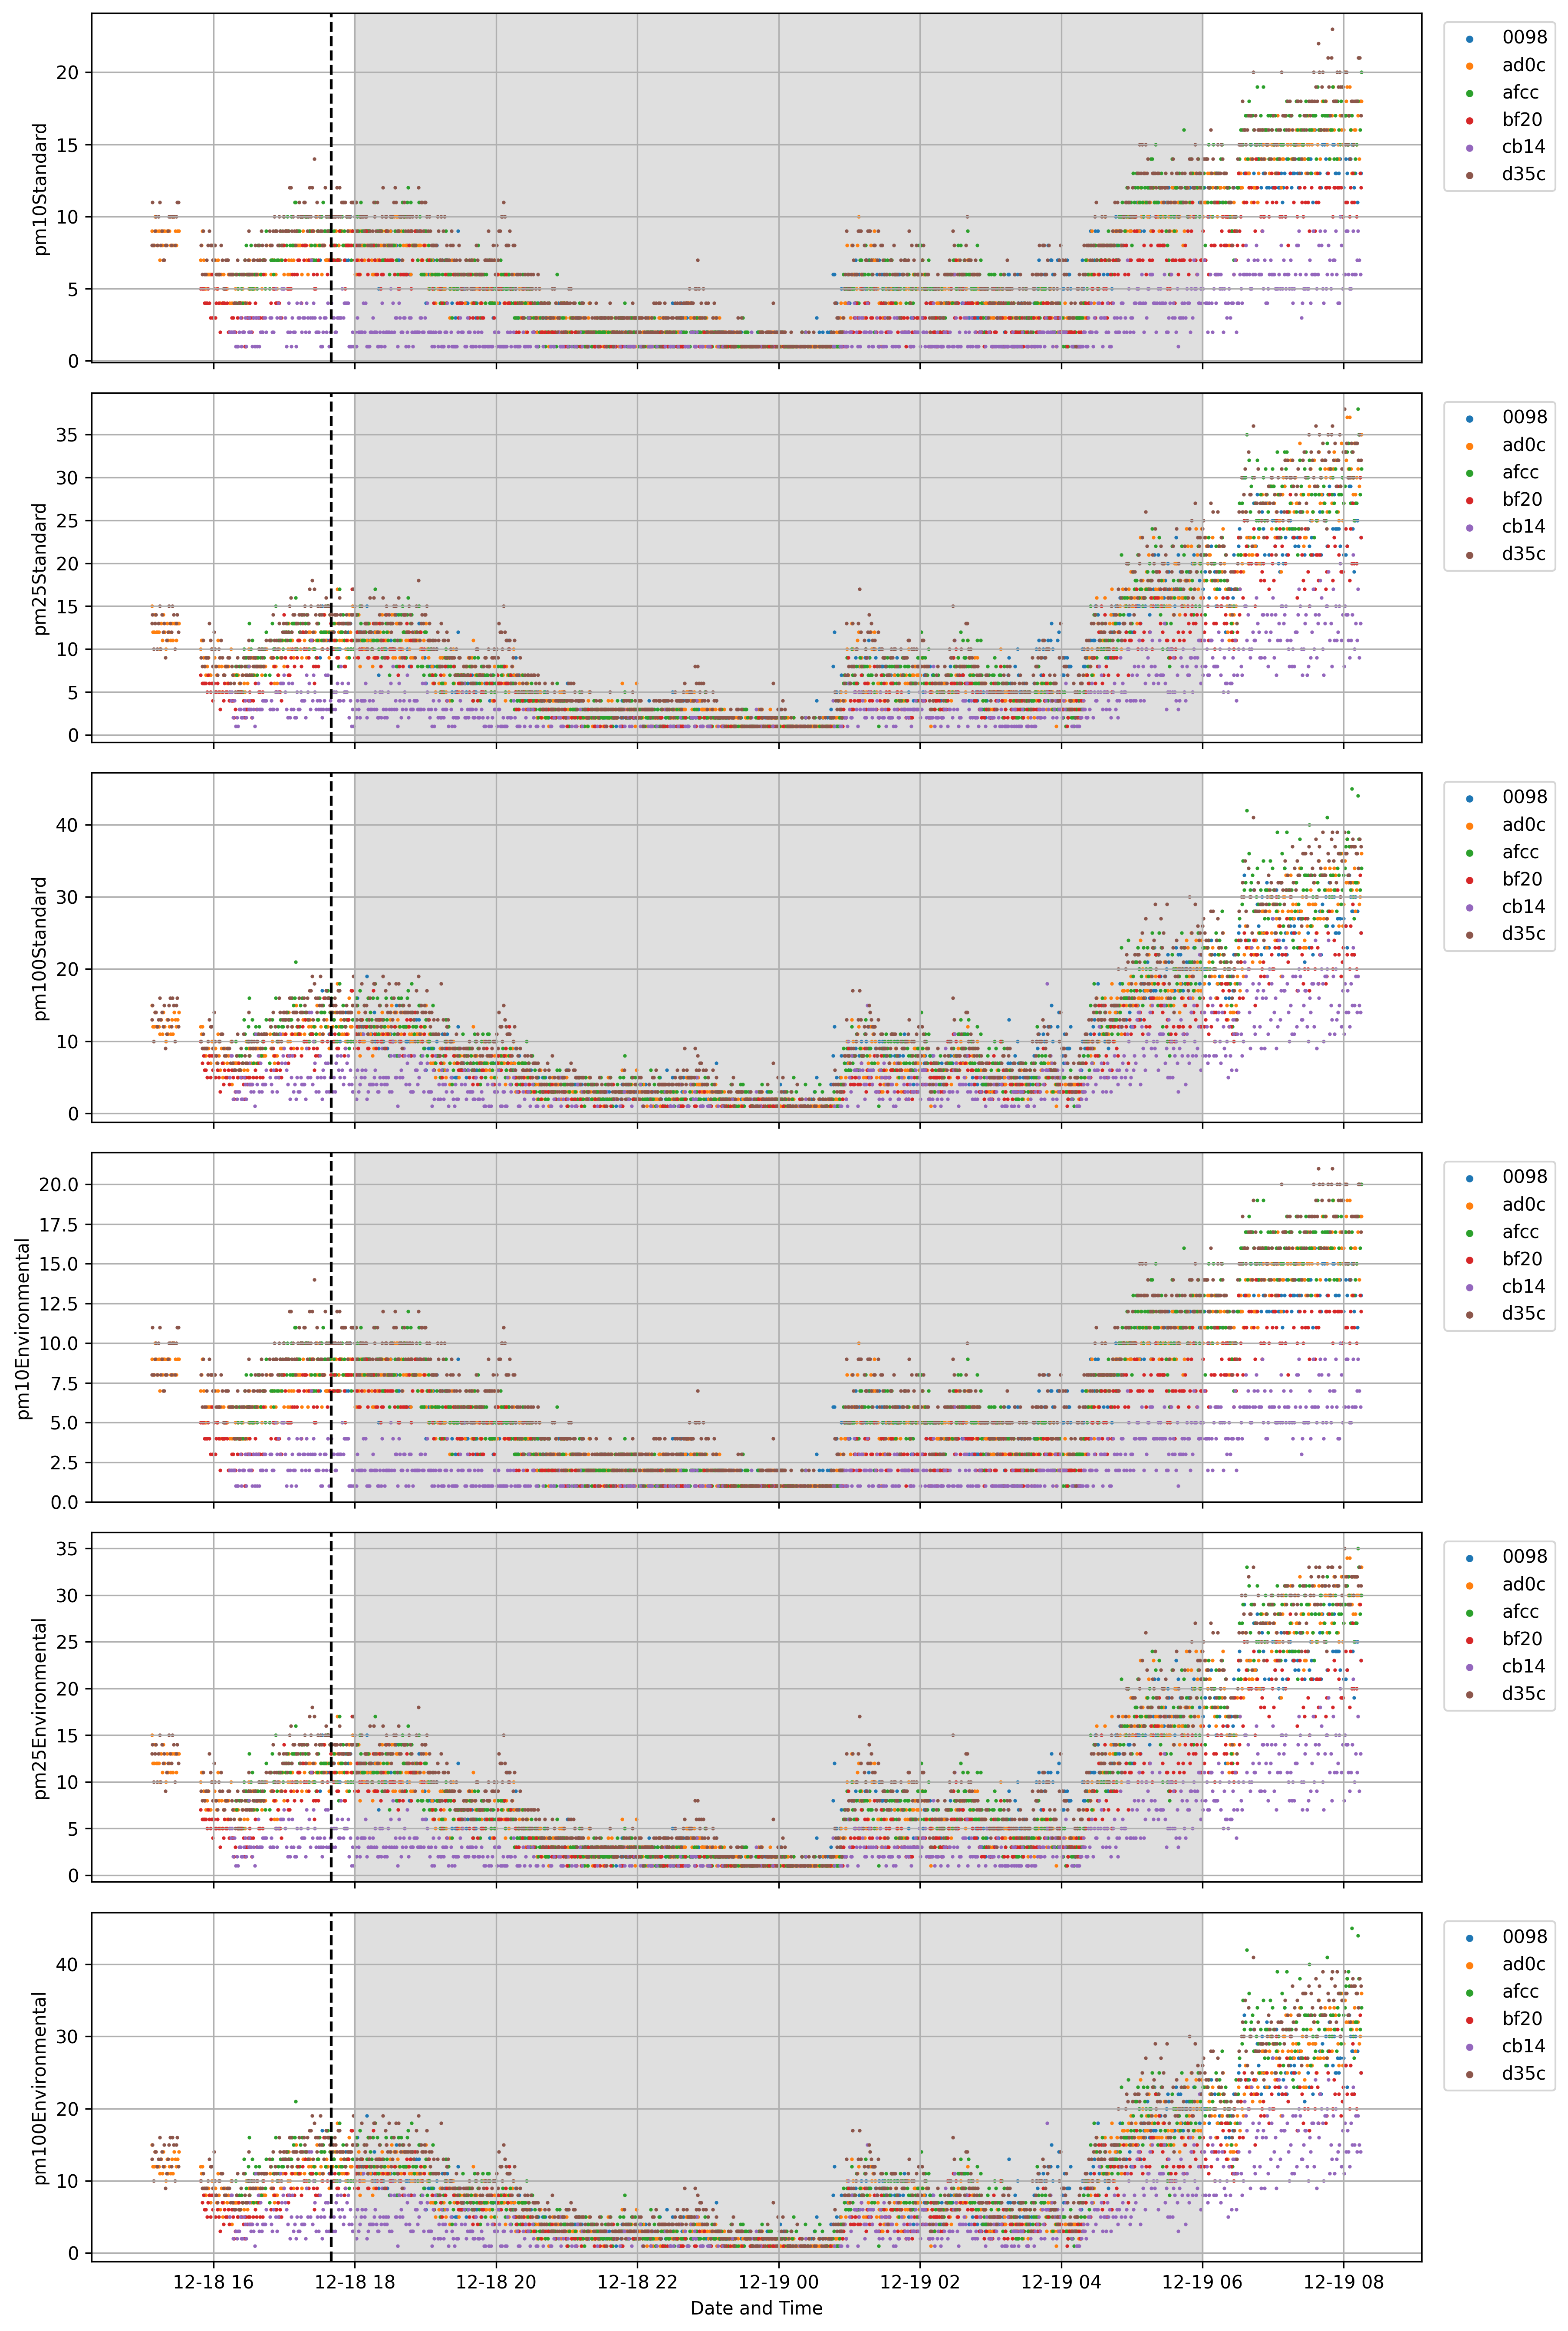 pm10Standard
20
15
10
5
0
0098
ad0c
afcc
bf20
cb14
d35c
pm25Standard
35
30
25
20
15
10
5
0
0098
ad0c
afcc
bf20
cb14
d35c
pm100Standard
40
30
20
10
0
0098
ad0c
afcc
bf20
cb14
d35c
pm10Environmental
20.0
17.5
15.0
12.5
10.0
7.5
5.0
2.5
0.0
0098
ad0c
afcc
bf20
cb14
d35c
pm25Environmental
35
30
25
20
15
10
5
0
0098
ad0c
afcc
bf20
cb14
d35c
pm100Environmental
40
30
20
10
0
0098
ad0c
afcc
bf20
cb14
d35c
12-18 16
12-18 18
12-18 20
12-18 22
12-19 00
12-19 02
12-19 04
12-19 06
12-19 08
Date and Time